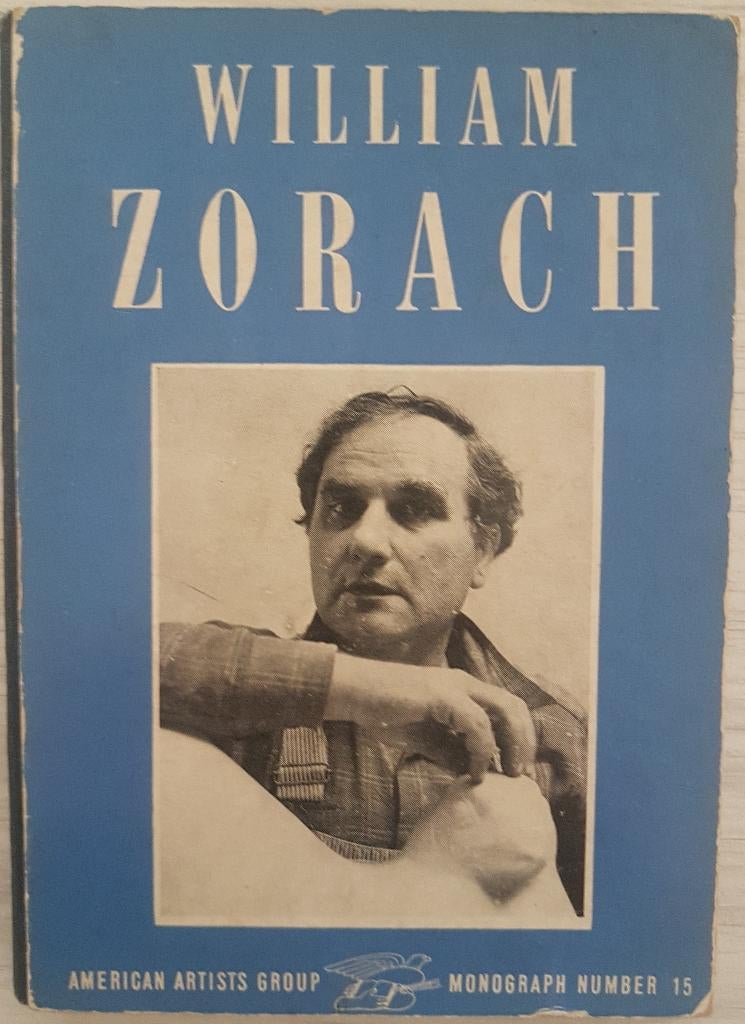 WILLIAM
ZORACH
AMERICAN ARTISTS GROUP MONOGRAPH NUMBER 15